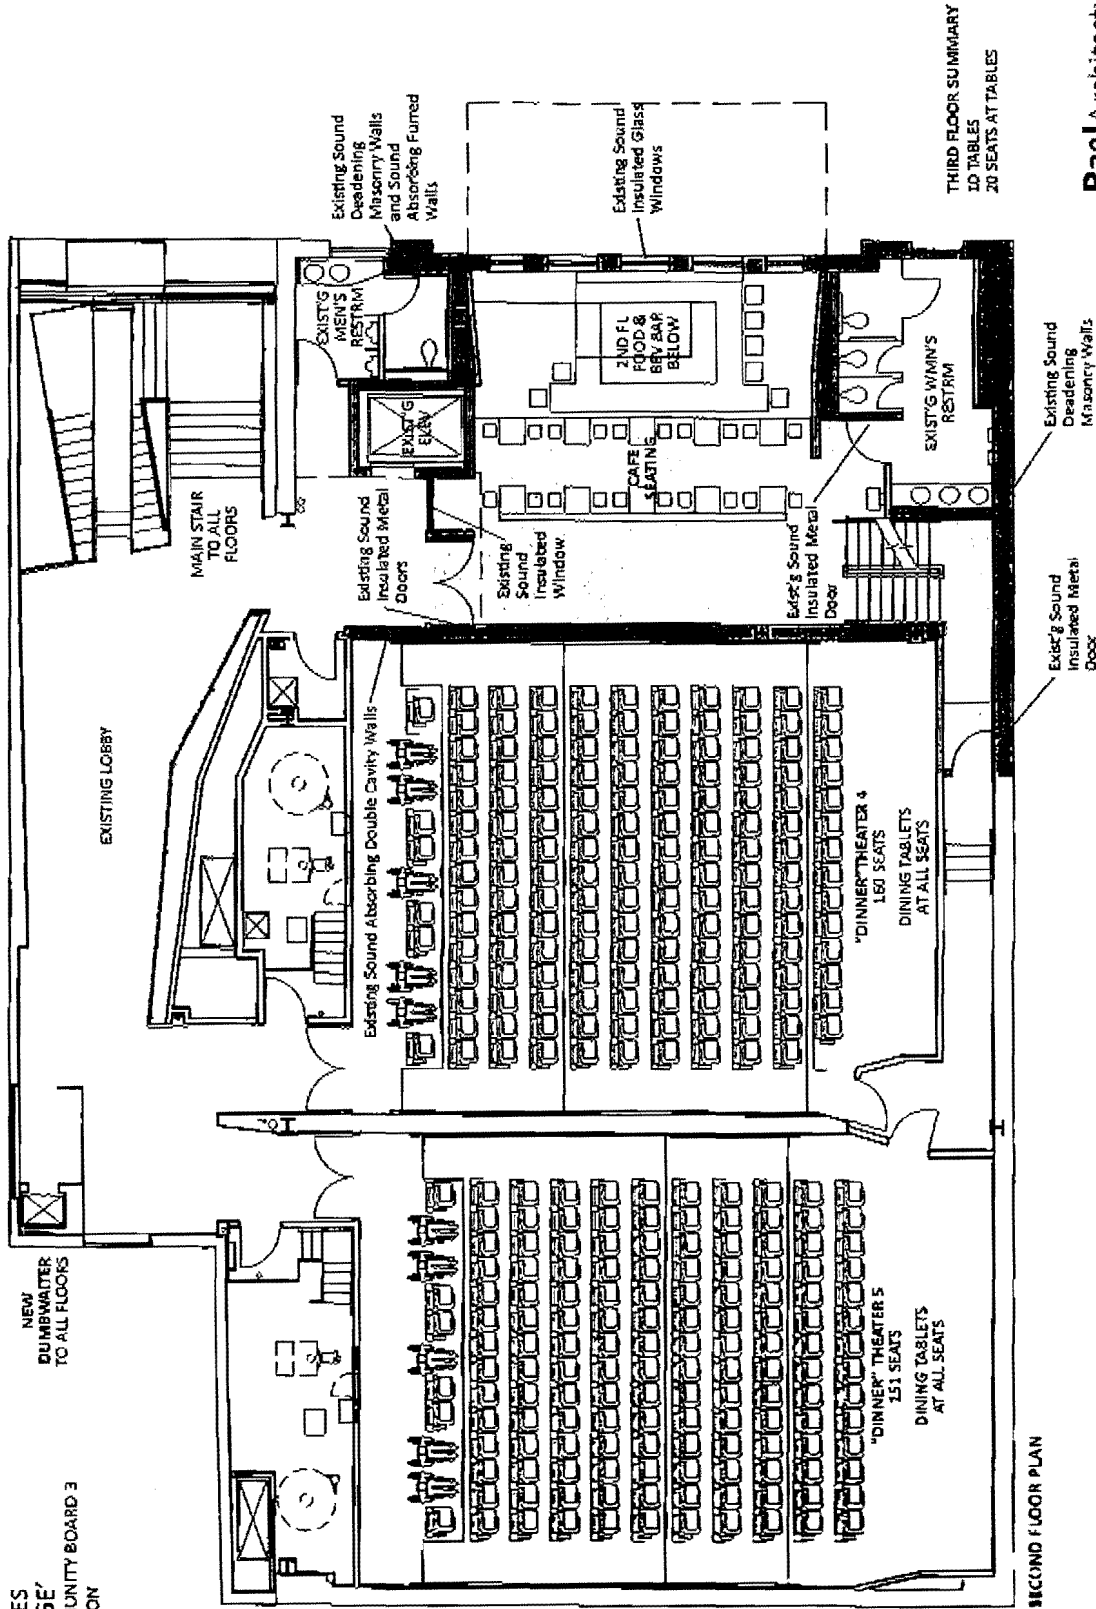 NEW
DUMBWAITER
TO ALL FLOORS
UNITY BOARD 3
ON
EXISTING LOBBY
MAIN STAIR
TO ALL
FLOORS
EXIST'G
MEN'S
RESTRM
Existing Sound
Deadening
Masonry Walls
and Sound
Absorbing Furred
Walls
EXIST'G
ELEV
Existing Sound
Insulated Metal
Doors
Existing
Sound
Insulated
Window
Existing Sound Absorbing Double Cavity Walls
2ND FL
FOOD &
BEV BAR
BELOW
CAFE
SEATING
Existing Sound
Insulated Glass
Windows
Exist'g Sound
Insulated Metal
Door
EXIST'G WMN'S
RESTRM
"DINNER" THEATER 4
160 SEATS
DINING TABLETS
AT ALL SEATS
"DINNER" THEATER 5
151 SEATS
DINING TABLETS
AT ALL SEATS
Exist'g Sound
Insulated Metal
Door
Existing Sound
Deadening
Masonry Walls
THIRD FLOOR SUMMARY
10 TABLES
20 SEATS AT TABLES
SECOND FLOOR PLAN